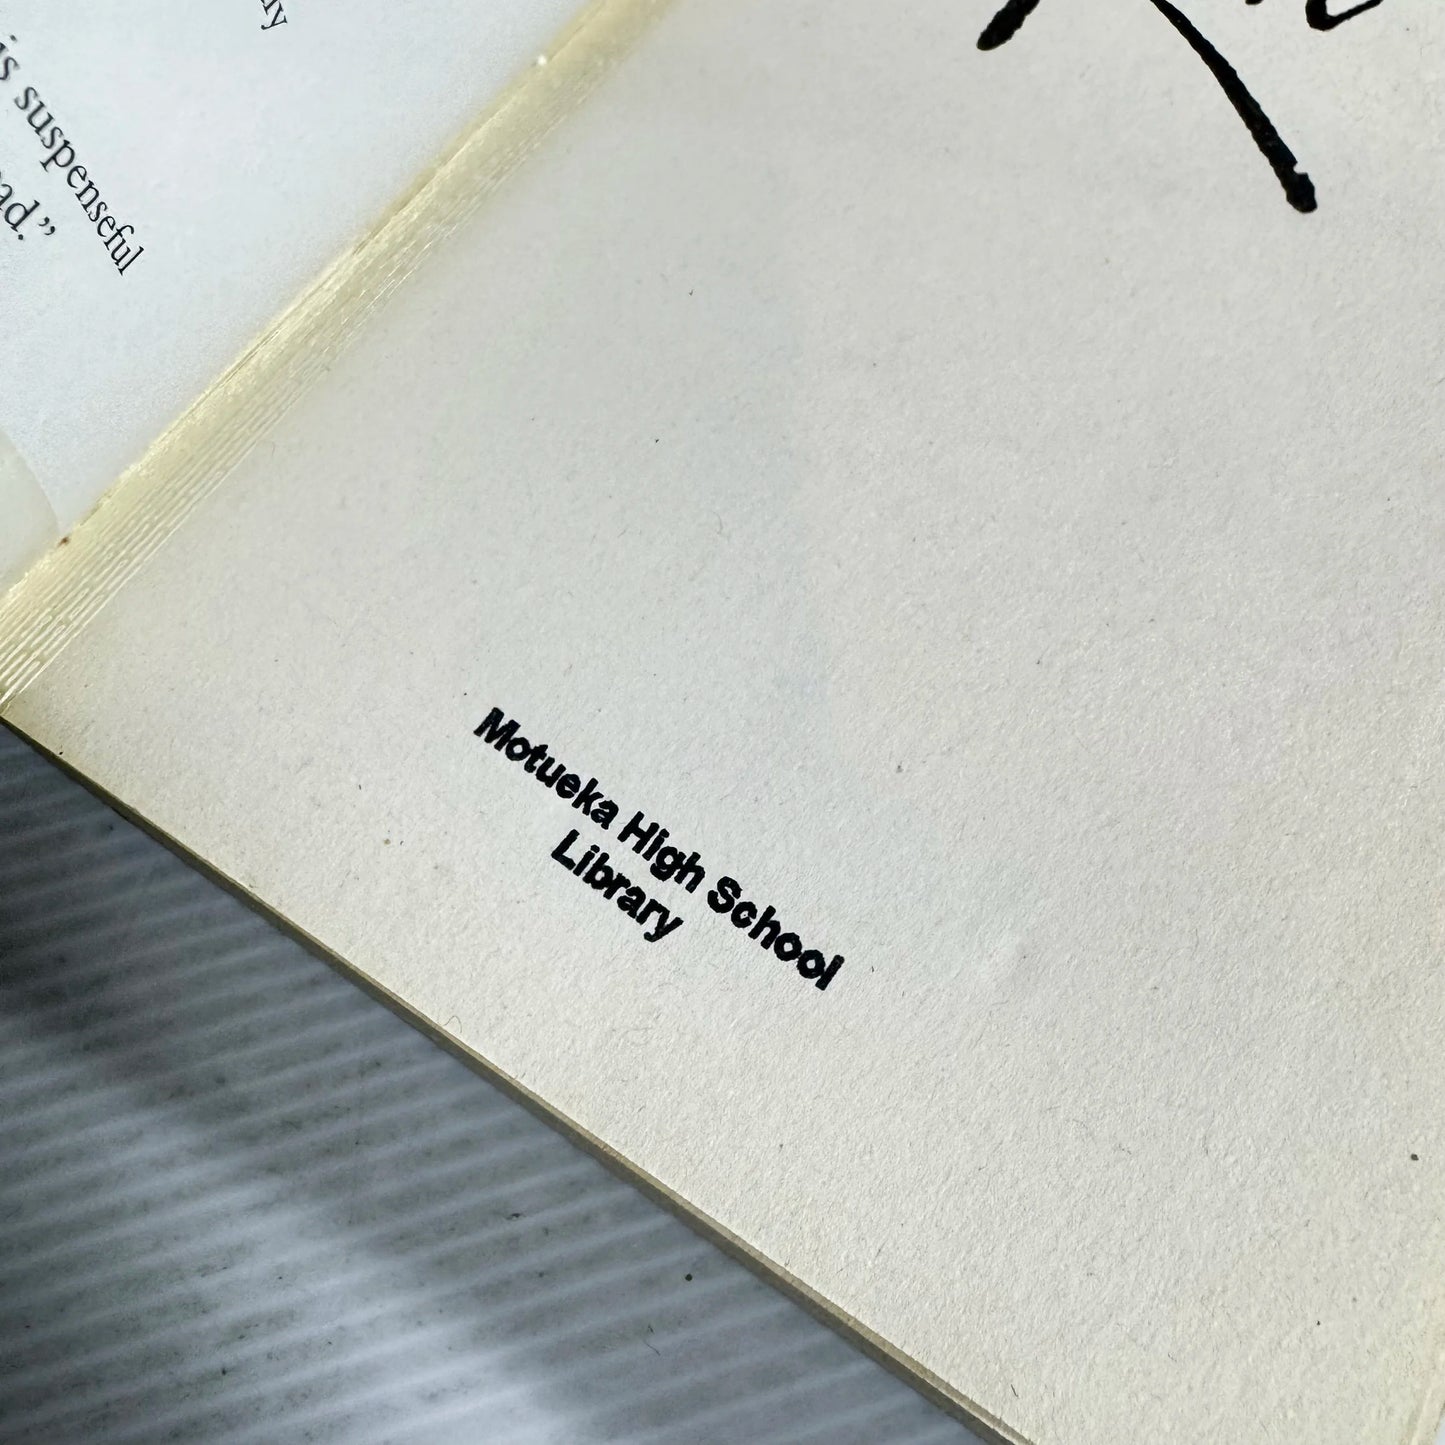 is suspenseful
Motueka High School
Library